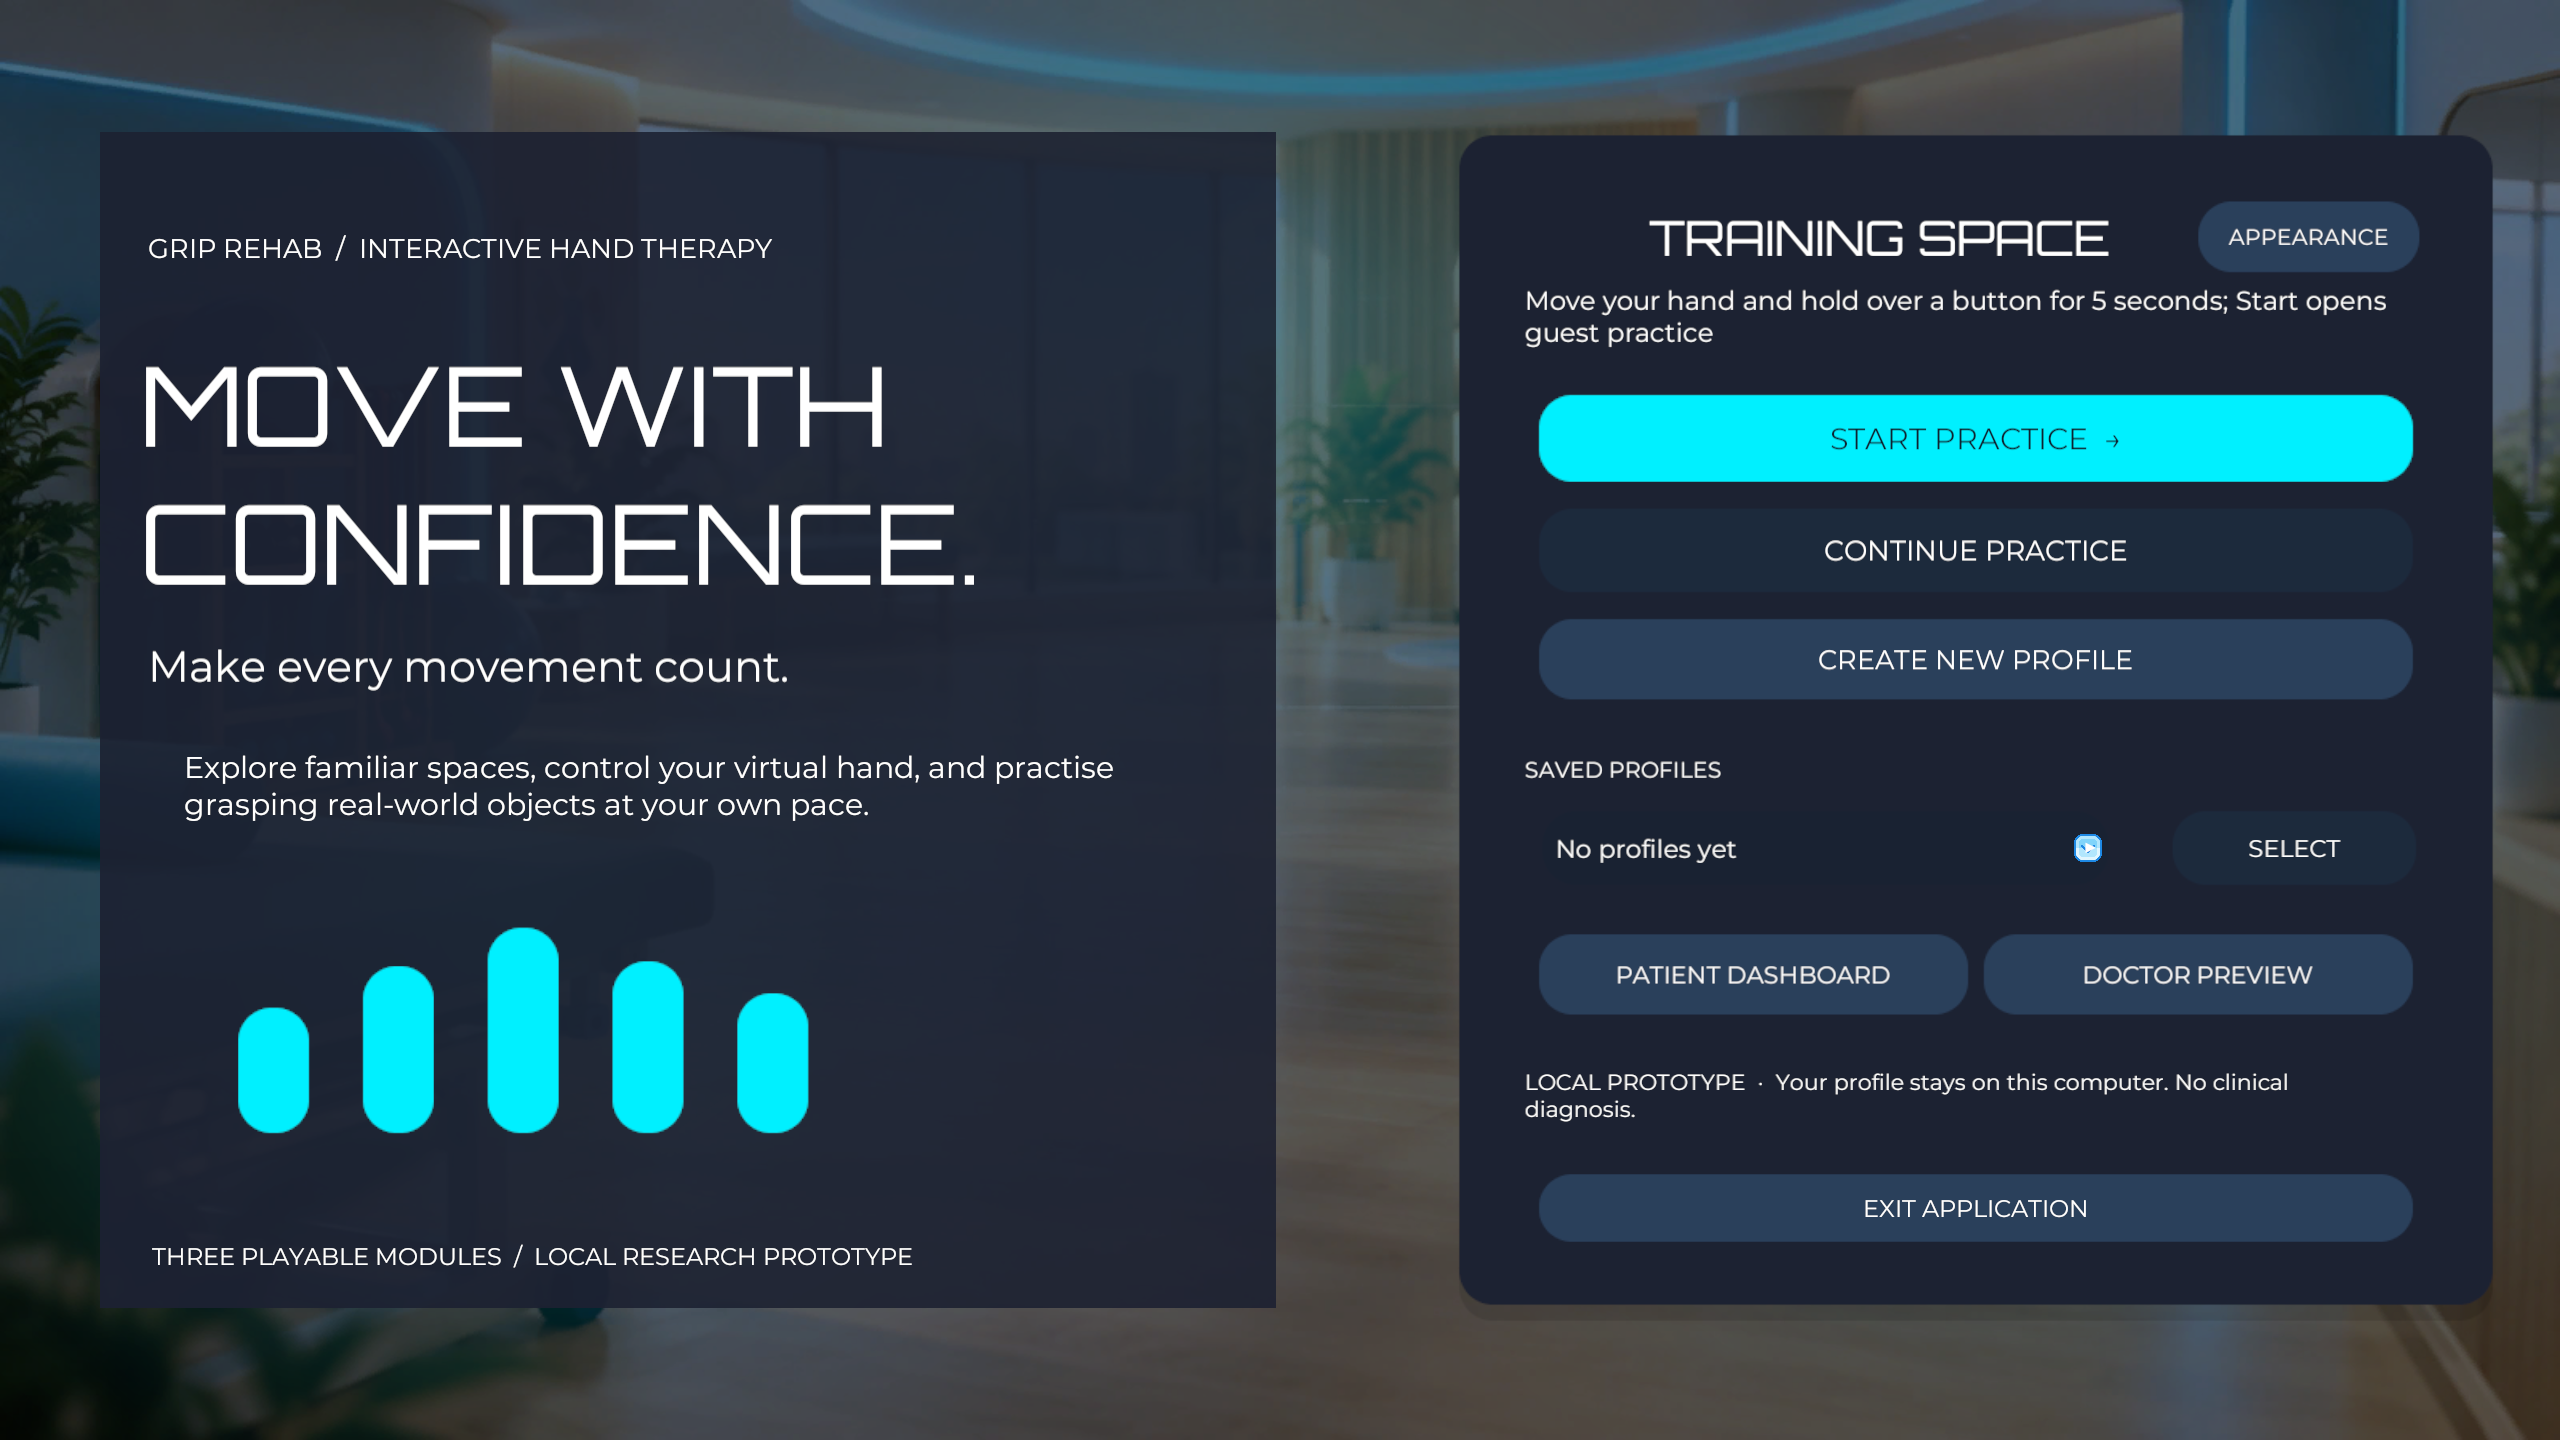 GRIP REHAB / INTERACTIVE HAND THERAPY
MOVE WITH
CONFIDENCE.
Make every movement count.
Explore familiar spaces, control your virtual hand, and practise
grasping real-world objects at your own pace.
THREE PLAYABLE MODULES / LOCAL RESEARCH PROTOTYPE
TRAINING SPACE
APPEARANCE
Move your hand and hold over a button for 5 seconds; Start opens
guest practice
START PRACTICE →
CONTINUE PRACTICE
CREATE NEW PROFILE
SAVED PROFILES
No profiles yet
SELECT
PATIENT DASHBOARD
DOCTOR PREVIEW
LOCAL PROTOTYPE · Your profile stays on this computer. No clinical
diagnosis.
EXIT APPLICATION